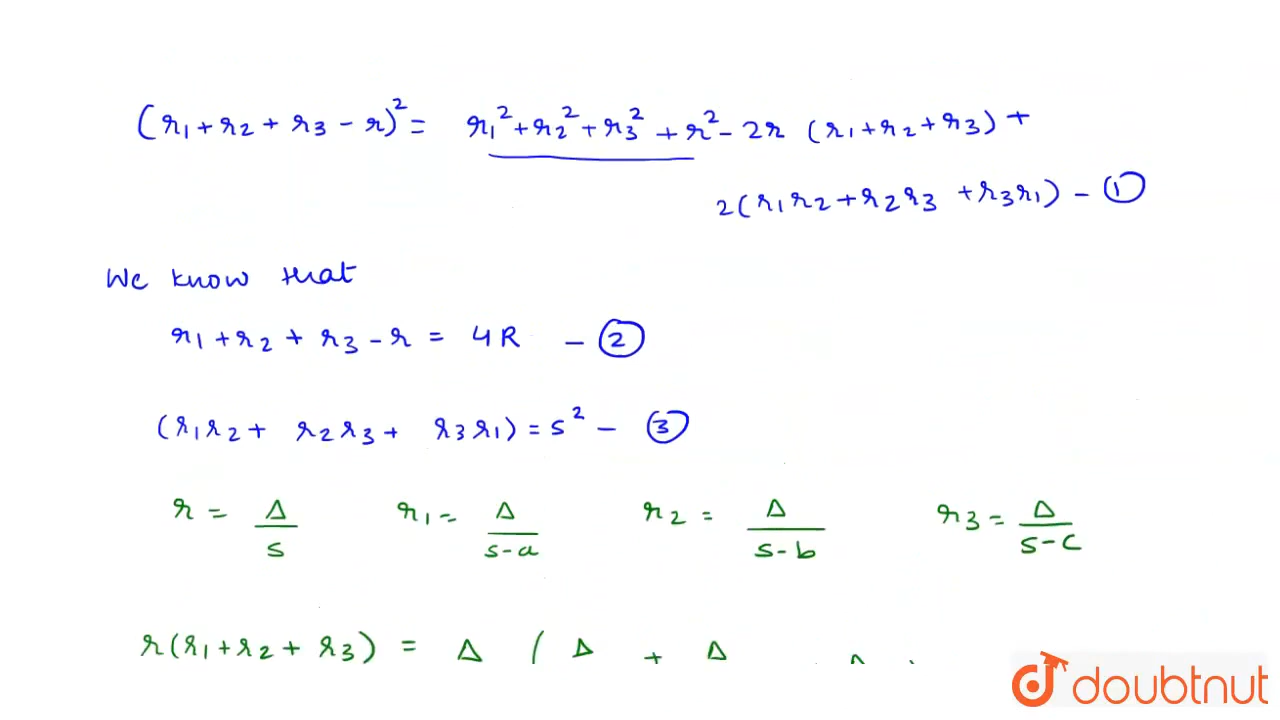 (r₁+r₂+r₃-r)² = r₁²+r₂²+r₃²+r²-2r (r₁+r₂+r₃)+
2(r₁r₂+r₂r₃+r₃r₁) - ①
We know that
r₁+r₂+r₃-r = 4R - ②
(r₁r₂+ r₂r₃+ r₃r₁) = s² - ③
r = Δ/s r₁ = Δ/s-a r₂ = Δ/s-b r₃ = Δ/s-c
r(r₁+r₂+r₃) = Δ ( Δ + Δ
doubtnut